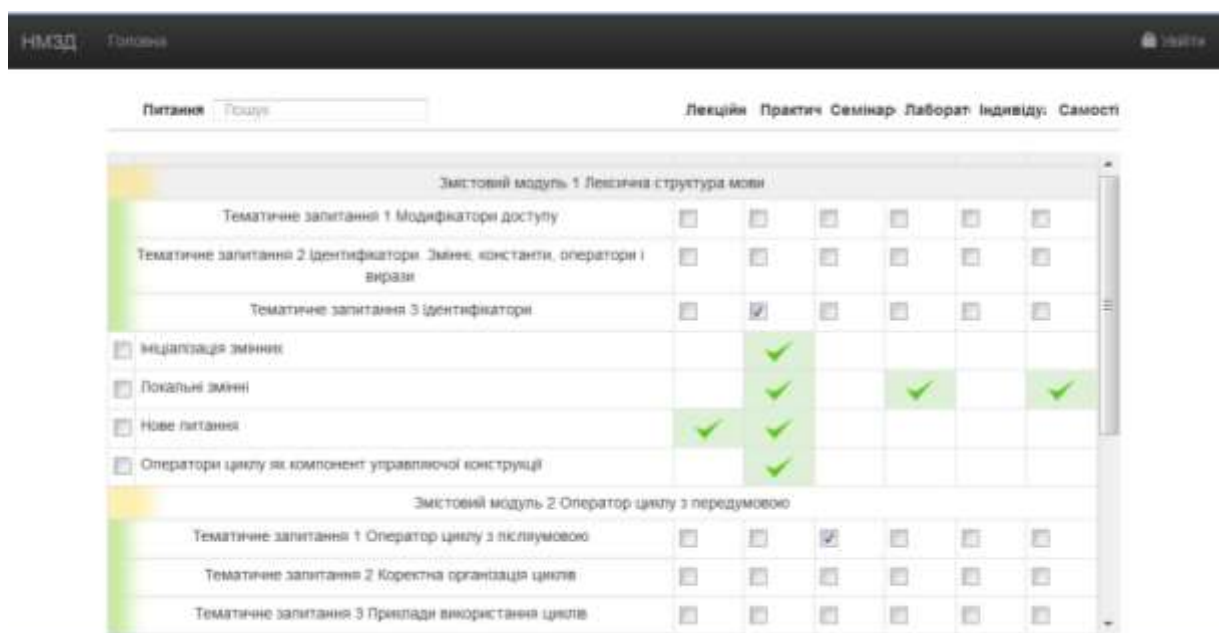 НМЗД Головна Увійти
Питання Пошук Лекційн Практич Семінар Лаборат Індивіду. Самості
Змістовий модуль 1 Лексична структура мови
Тематичне запитання 1 Модифікатори доступу
Тематичне запитання 2 Ідентифікатори. Змінні, константи, оператори і
вирази
Тематичне запитання 3 Ідентифікатори
Ініціалізація змінних
Локальні змінні
Нове питання
Оператори циклу як компонент управляючої конструкції
Змістовий модуль 2 Оператор циклу з передумовою
Тематичне запитання 1 Оператор циклу з післяумовою
Тематичне запитання 2 Коректна організація циклів
Тематичне запитання 3 Приклади використання циклів